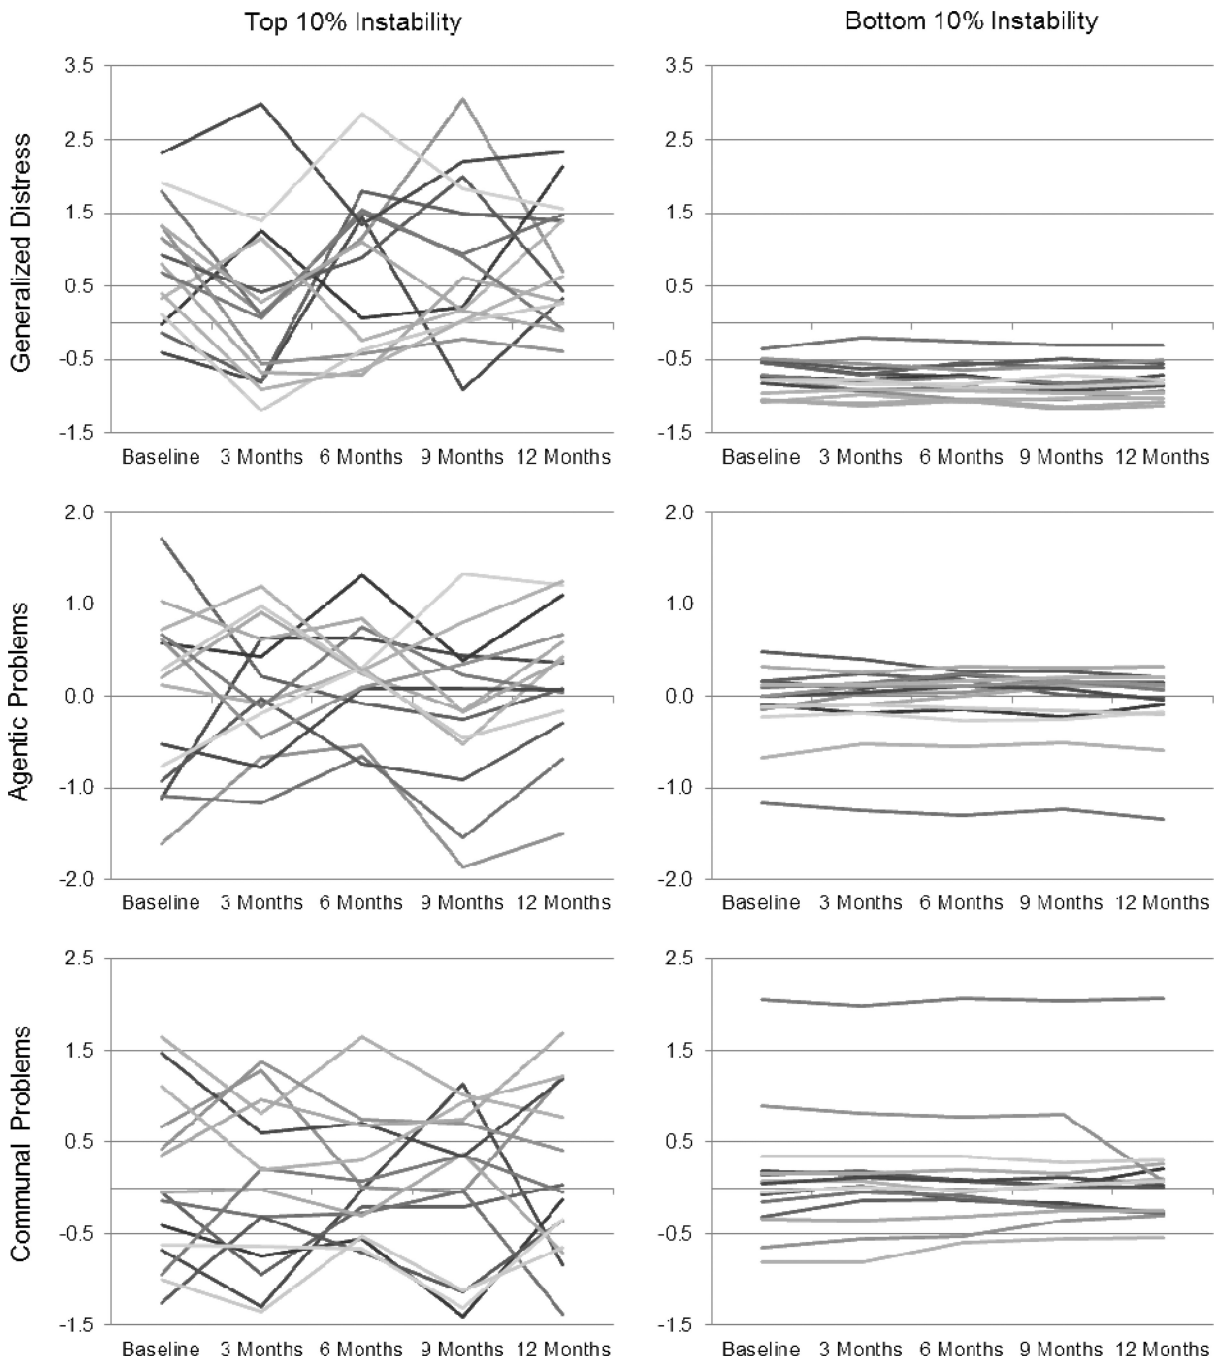 Top 10% Instability
Bottom 10% Instability
Generalized Distress
3.5
2.5
1.5
0.5
-0.5
-1.5
Baseline 3 Months 6 Months 9 Months 12 Months
3.5
2.5
1.5
0.5
-0.5
-1.5
Baseline 3 Months 6 Months 9 Months 12 Months
Agentic Problems
2.0
1.0
0.0
-1.0
-2.0
Baseline 3 Months 6 Months 9 Months 12 Months
2.0
1.0
0.0
-1.0
-2.0
Baseline 3 Months 6 Months 9 Months 12 Months
Communal Problems
2.5
1.5
0.5
-0.5
-1.5
Baseline 3 Months 6 Months 9 Months 12 Months
2.5
1.5
0.5
-0.5
-1.5
Baseline 3 Months 6 Months 9 Months 12 Months